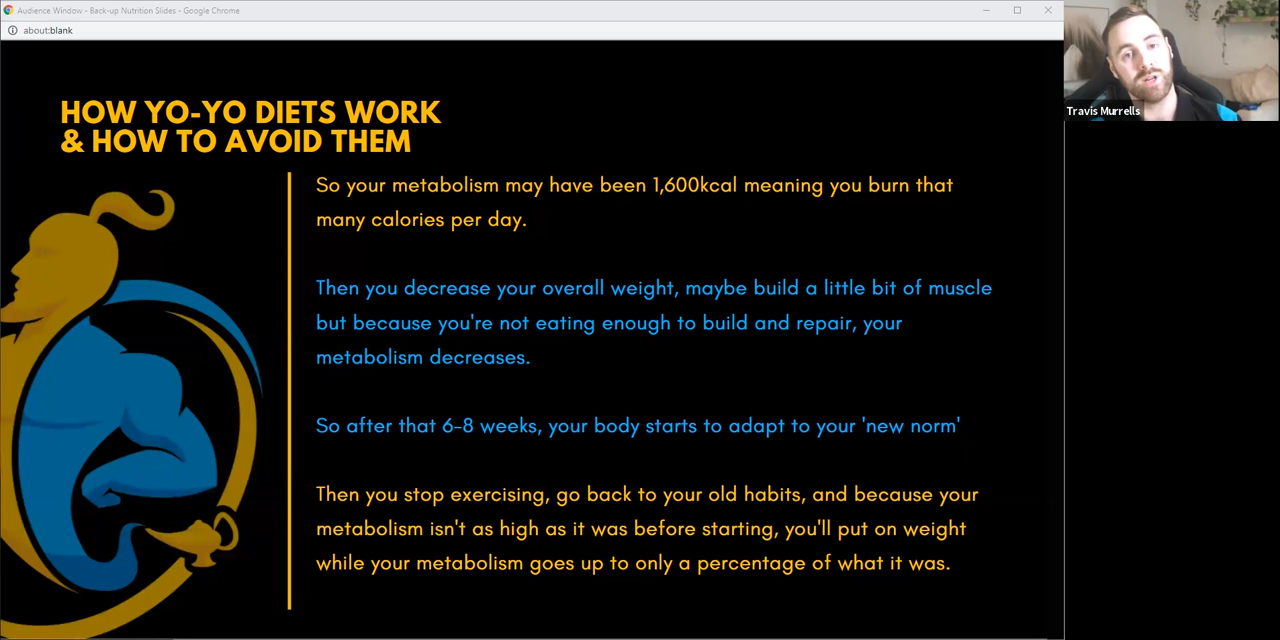 Audience Window - Back-up Nutrition Slides - Google Chrome
about:blank
Travis Murrells
HOW YO-YO DIETS WORK
& HOW TO AVOID THEM
So your metabolism may have been 1,600kcal meaning you burn that
many calories per day.
Then you decrease your overall weight, maybe build a little bit of muscle
but because you're not eating enough to build and repair, your
metabolism decreases.
So after that 6-8 weeks, your body starts to adapt to your 'new norm'
Then you stop exercising, go back to your old habits, and because your
metabolism isn't as high as it was before starting, you'll put on weight
while your metabolism goes up to only a percentage of what it was.